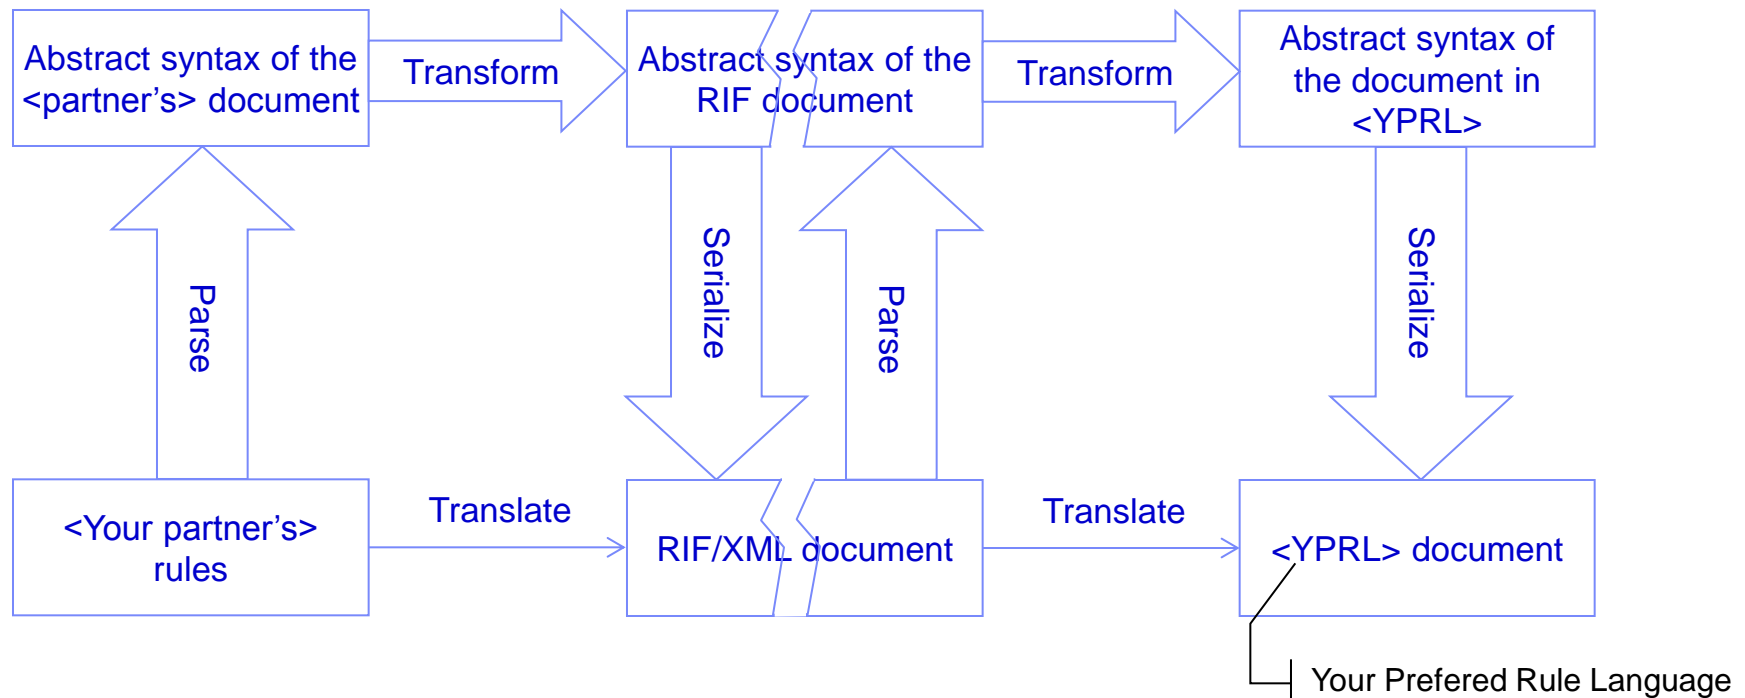 Abstract syntax of the
<partner’s> document
Transform
Abstract syntax of the
RIF document
Transform
Abstract syntax of
the document in
<YPRL>
Parse
Serialize
Parse
Serialize
<Your partner’s>
rules
Translate
RIF/XML document
Translate
<YPRL> document
Your Prefered Rule Language